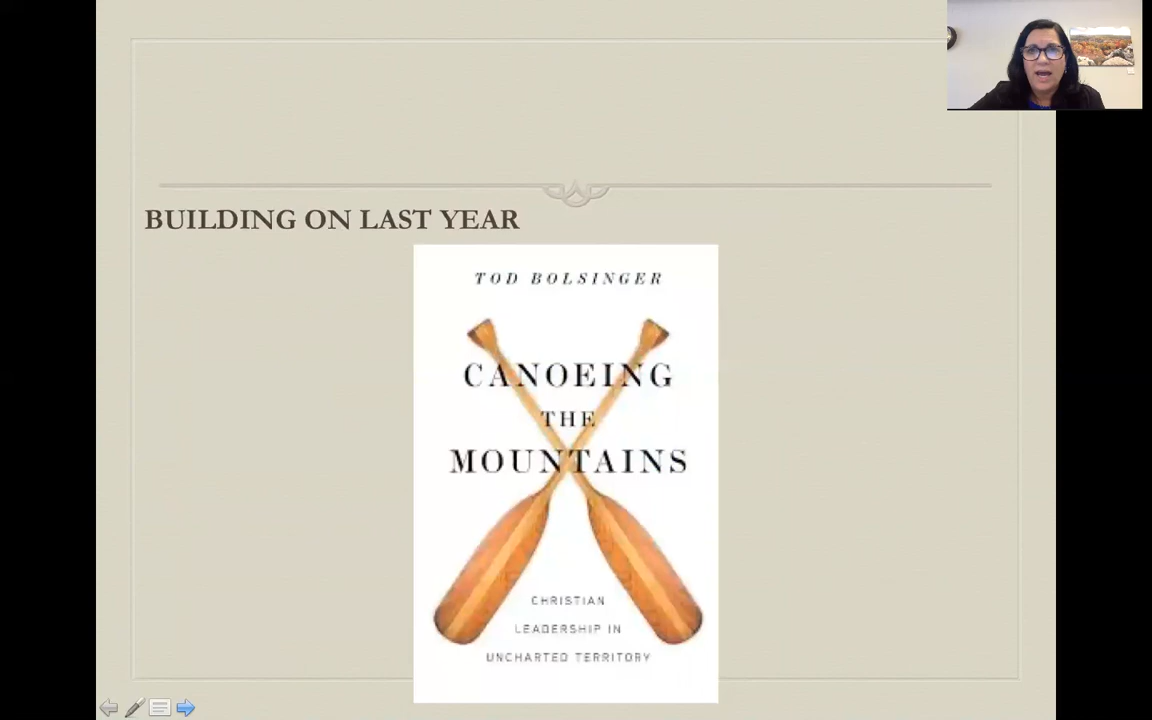 BUILDING ON LAST YEAR
TOD BOLSINGER
CANOEING
THE
MOUNTAINS
CHRISTIAN
LEADERSHIP IN
UNCHARTED TERRITORY